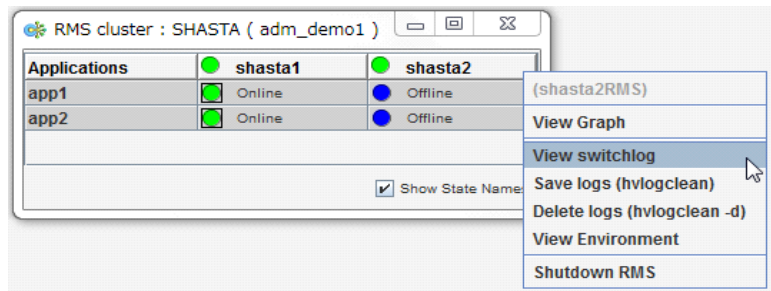 RMS cluster : SHASTA ( adm_demo1 )
Applications shasta1 shasta2
app1 Online Offline
app2 Online Offline
Show State Name
(shasta2RMS)
View Graph
View switchlog
Save logs (hvlogclean)
Delete logs (hvlogclean -d)
View Environment
Shutdown RMS